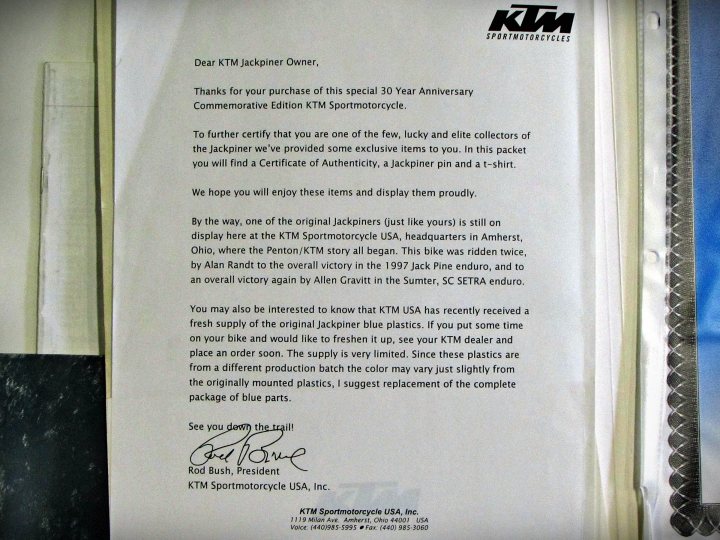 KTM
SPORTMOTORCYCLES
Dear KTM Jackpiner Owner,
Thanks for your purchase of this special 30 Year Anniversary
Commemorative Edition KTM Sportmotorcycle.
To further certify that you are one of the few, lucky and elite collectors of
the Jackpiner we've provided some exclusive items to you. In this packet
you will find a Certificate of Authenticity, a Jackpiner pin and a t-shirt.
We hope you will enjoy these items and display them proudly.
By the way, one of the original Jackpiners (just like yours) is still on
display here at the KTM Sportmotorcycle USA, headquarters in Amherst,
Ohio, where the Penton/KTM story all began. This bike was ridden twice,
by Alan Randt to the overall victory in the 1997 Jack Pine enduro, and to
an overall victory again by Allen Gravitt in the Sumter, SC SETRA enduro.
You may also be interested to know that KTM USA has recently received a
fresh supply of the original Jackpiner blue plastics. If you put some time
on your bike and would like to freshen it up, see your KTM dealer and
place an order soon. The supply is very limited. Since these plastics are
from a different production batch the color may vary just slightly from
the originally mounted plastics, I suggest replacement of the complete
package of blue parts.
See you down the trail!
Rod Bush, President
KTM Sportmotorcycle USA, Inc.
KTM
KTM Sportmotorcycle USA, Inc.
1119 Milan Ave. Amherst, Ohio 44001 USA
Voice: (440)985-5995 ● Fax: (440) 985-3060